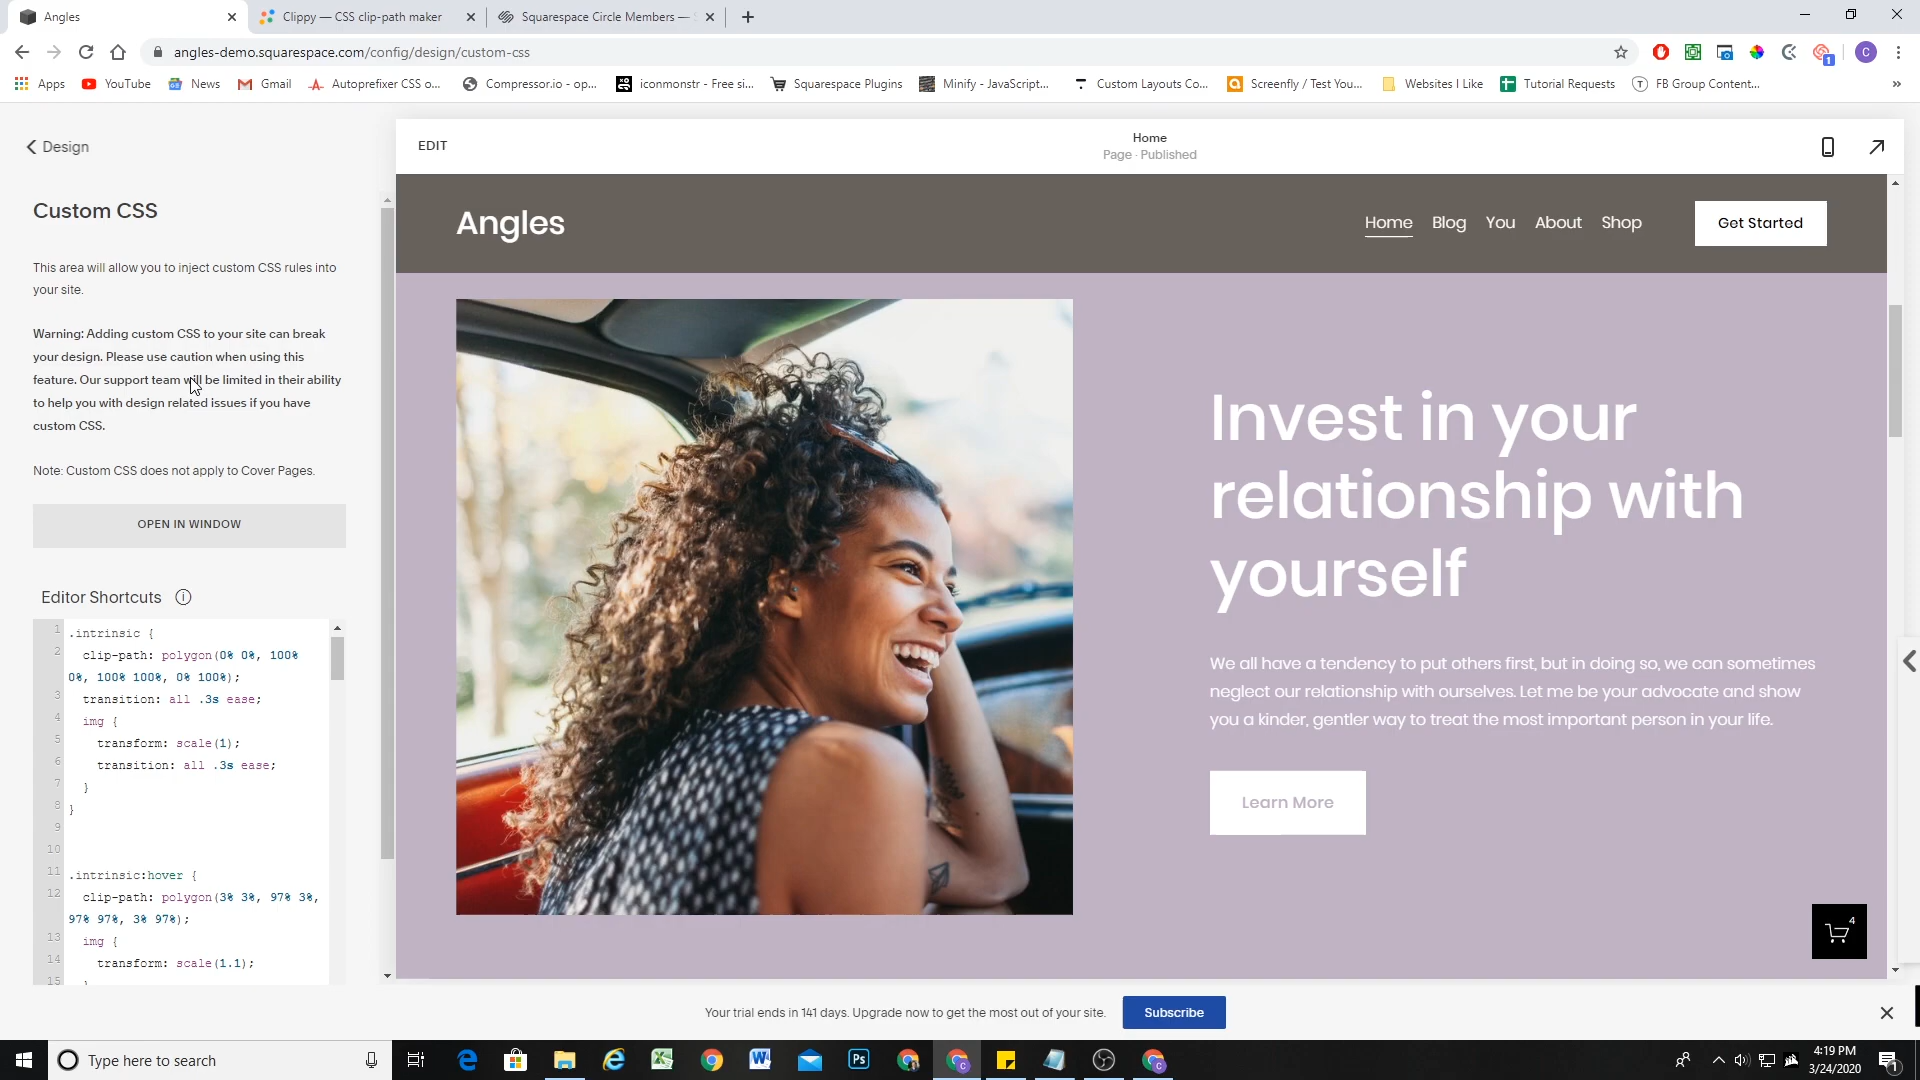 Angles
Clippy — CSS clip-path maker
Squarespace Circle Members —
angles-demo.squarespace.com/config/design/custom-css
Apps
YouTube
News
Gmail
Autoprefixer CSS o...
Compressor.io - op...
iconmonstr - Free si...
Squarespace Plugins
Minify - JavaScript...
Custom Layouts Co...
Screenfly / Test You...
Websites I Like
Tutorial Requests
FB Group Content...
»
Design
Custom CSS
This area will allow you to inject custom CSS rules into
your site.
Warning: Adding custom CSS to your site can break
your design. Please use caution when using this
feature. Our support team will be limited in their ability
to help you with design related issues if you have
custom CSS.
Note: Custom CSS does not apply to Cover Pages.
OPEN IN WINDOW
Editor Shortcuts
1 .intrinsic {
2 clip-path: polygon(0% 0%, 100%
0%, 100% 100%, 0% 100%);
3 transition: all .3s ease;
4 img {
5 transform: scale(1);
6 transition: all .3s ease;
7 }
8 }
9
10
11 .intrinsic:hover {
12 clip-path: polygon(3% 3%, 97% 3%,
97% 97%, 3% 97%);
13 img {
14 transform: scale(1.1);
15
EDIT
Home
Page · Published
Angles
Home
Blog
You
About
Shop
Get Started
Invest in your
relationship with
yourself
We all have a tendency to put others first, but in doing so, we can sometimes
neglect our relationship with ourselves. Let me be your advocate and show
you a kinder, gentler way to treat the most important person in your life.
Learn More
4
Your trial ends in 141 days. Upgrade now to get the most out of your site.
Subscribe
Type here to search
4:19 PM
3/24/2020